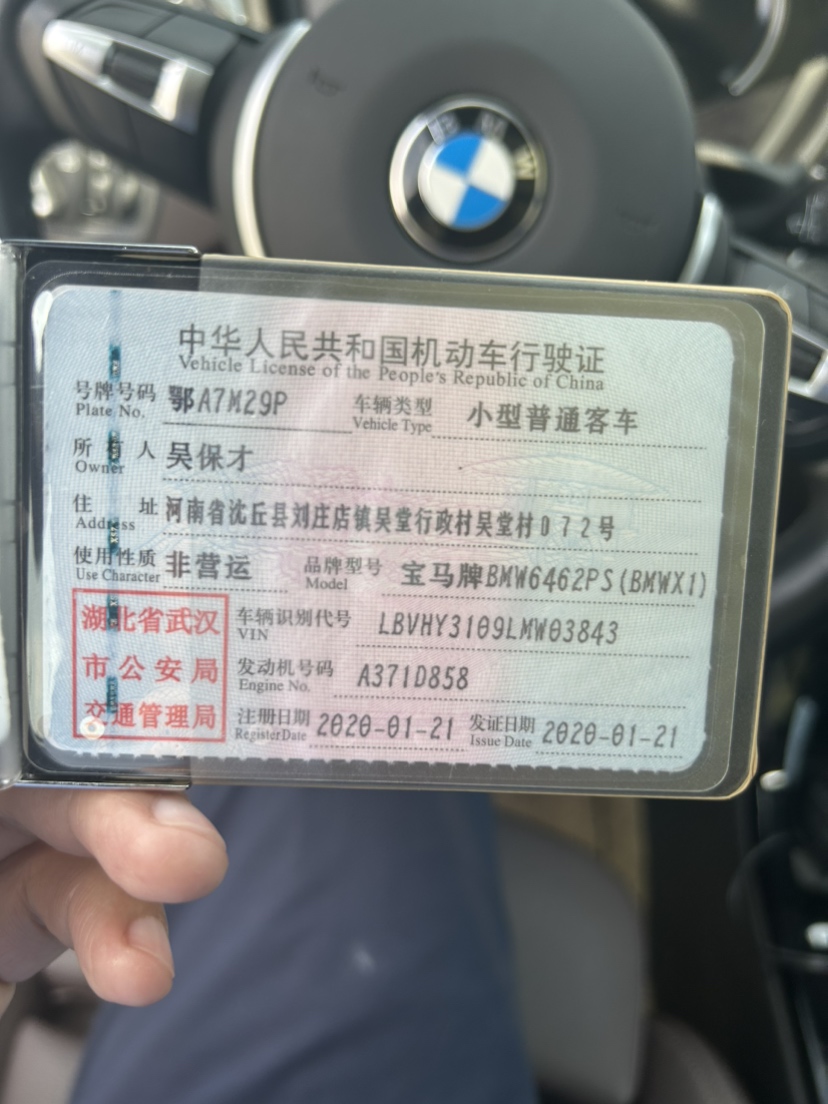 BMW
中华人民共和国机动车行驶证
Vehicle License of the People's Republic of China
号牌号码 鄂A7M29P 车辆类型 小型普通客车
Plate No. Vehicle Type
所有人 吴保才
Owner
住址 河南省沈丘县刘庄店镇吴堂行政村吴堂村072号
Address
使用性质 非营运 品牌型号 宝马牌BMW6462PS(BMWX1)
Use Character Model
湖北省武汉 车辆识别代号 LBVHY3109LMW03843
VIN
市公安局 发动机号码 A371D858
Engine No.
交通管理局 注册日期 2020-01-21 发证日期 2020-01-21
Register Date Issue Date